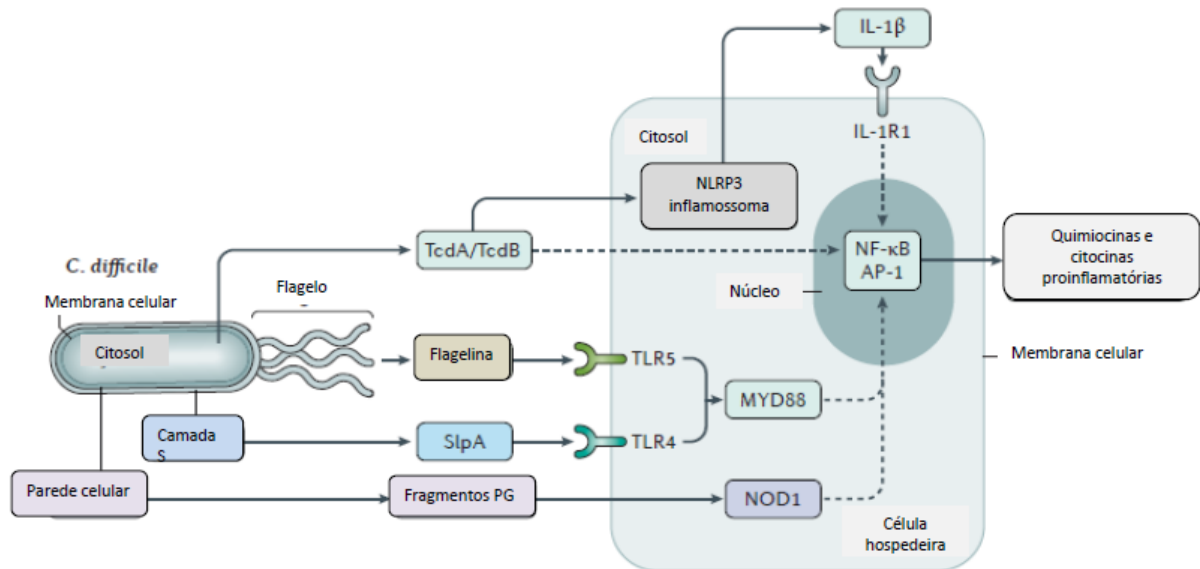 IL-1β
IL-1R1
Citosol
NLRP3
inflamossoma
TcdA/TcdB
NF-κB
AP-1
Quimiocinas e
citocinas
proinflamatórias
C. difficile
Membrana celular
Flagelo
Núcleo
Citosol
Flagelina
TLR5
Membrana celular
MYD88
Camada
S
SlpA
TLR4
Parede celular
Fragmentos PG
NOD1
Célula
hospedeira